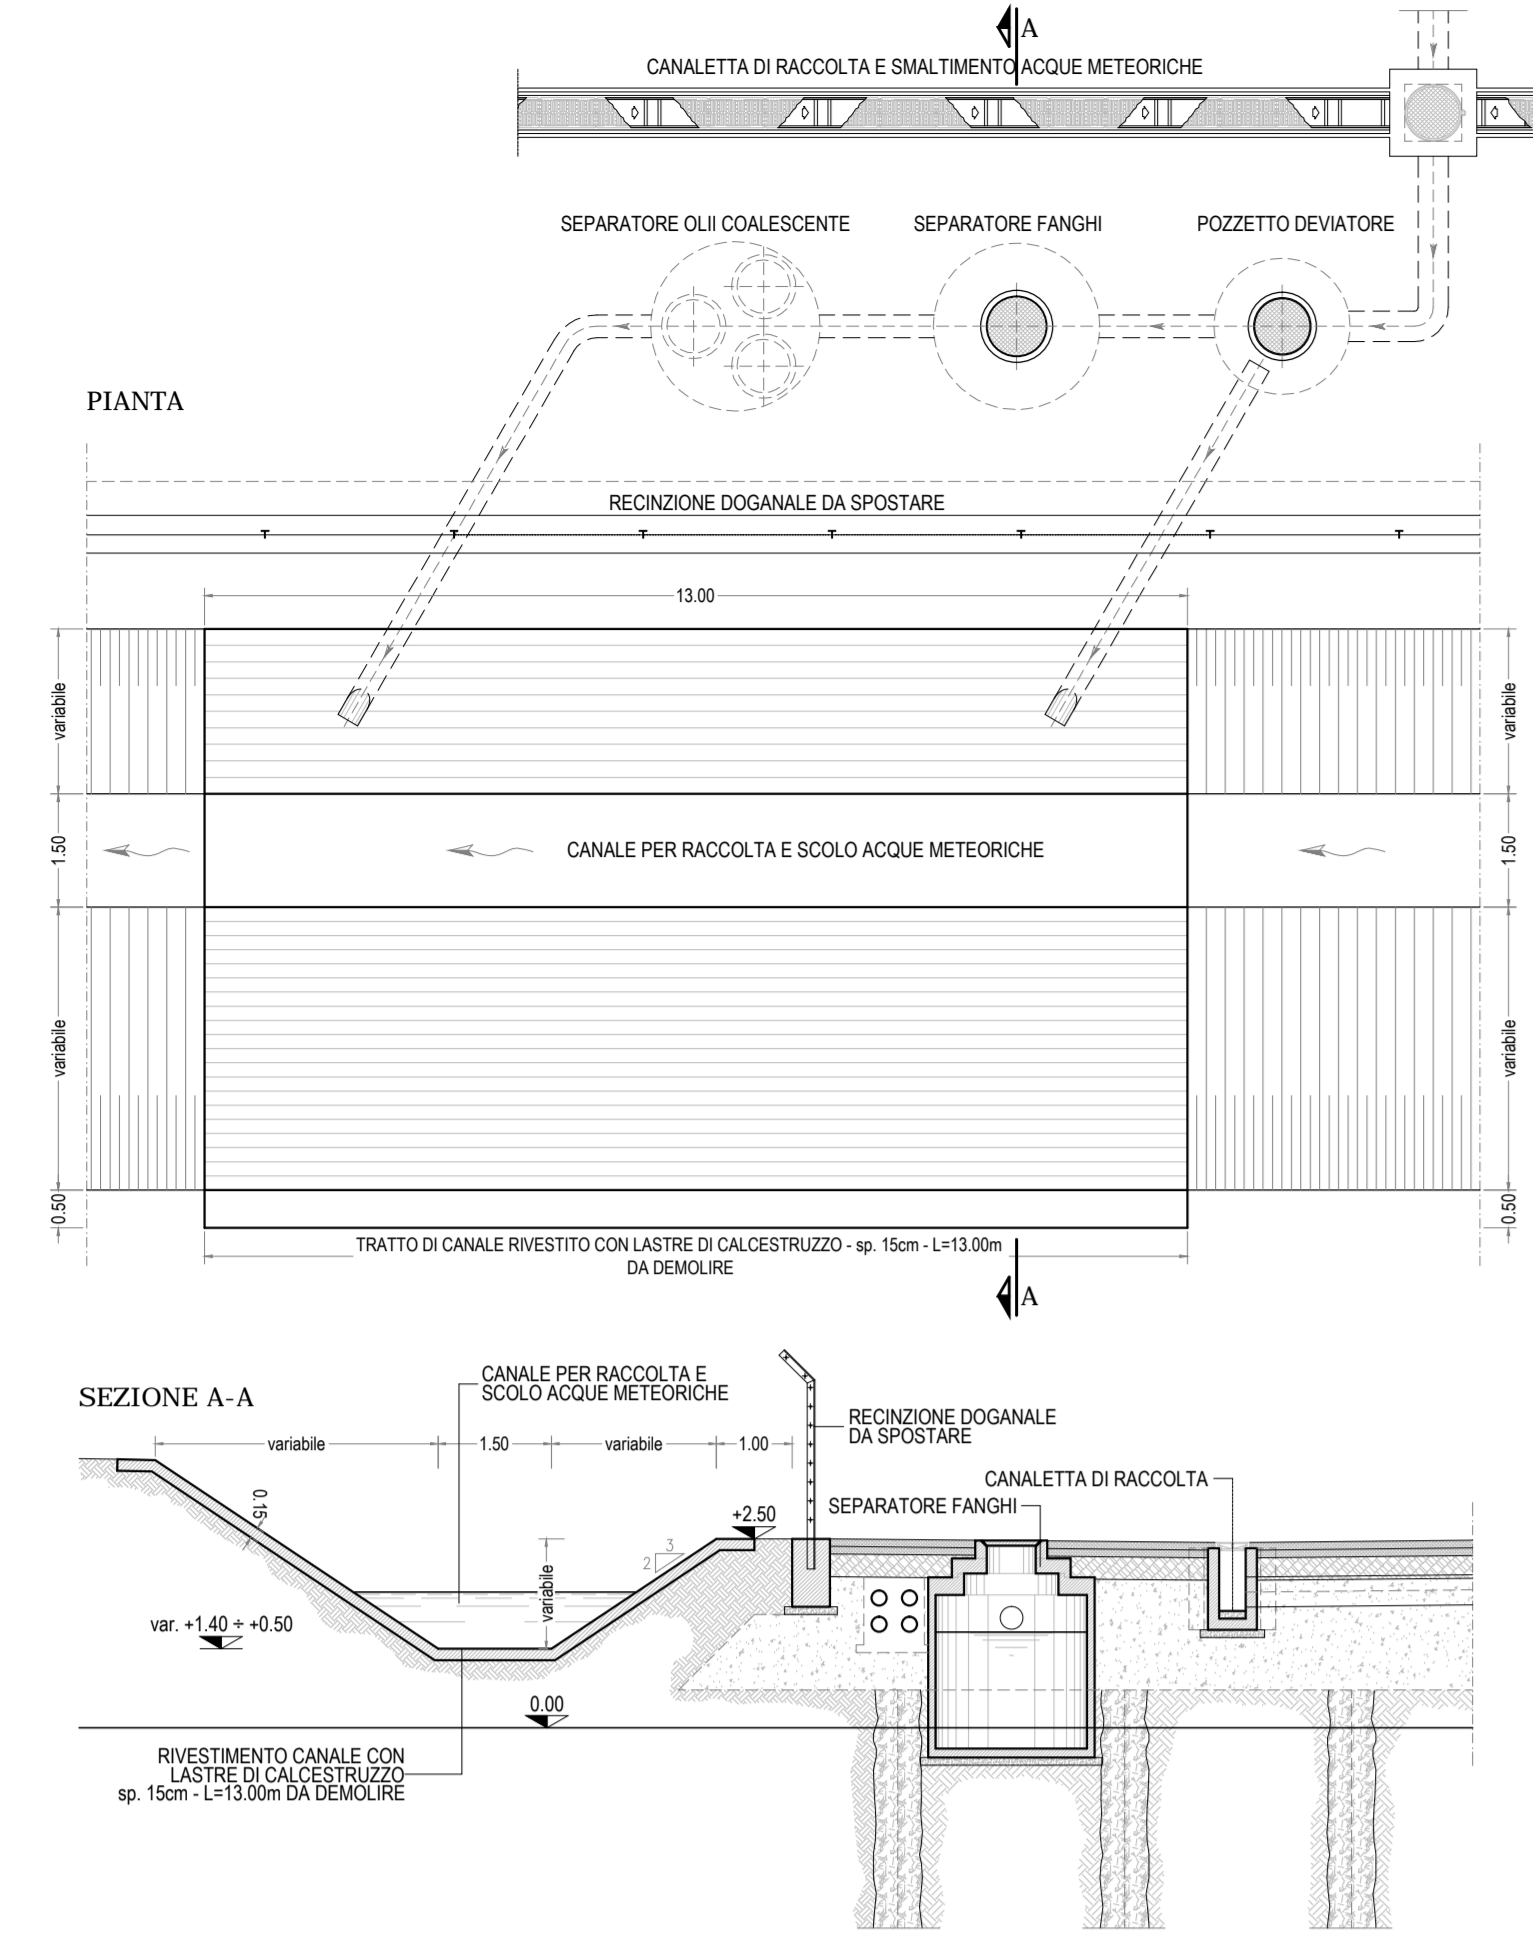 A
CANALETTA DI RACCOLTA E SMALTIMENTO ACQUE METEORICHE
SEPARATORE OLII COALESCENTE
SEPARATORE FANGHI
POZZETTO DEVIATORE
PIANTA
RECINZIONE DOGANALE DA SPOSTARE
13.00
variabile
variabile
1.50
CANALE PER RACCOLTA E SCOLO ACQUE METEORICHE
1.50
variabile
variabile
0.50
0.50
TRATTO DI CANALE RIVESTITO CON LASTRE DI CALCESTRUZZO - sp. 15cm - L=13.00m
DA DEMOLIRE
A
SEZIONE A-A
CANALE PER RACCOLTA E
SCOLO ACQUE METEORICHE
RECINZIONE DOGANALE
DA SPOSTARE
variabile
1.50
variabile
1.00
CANALETTA DI RACCOLTA
SEPARATORE FANGHI
0.15
+2.50
3
2
variabile
var. +1.40 ÷ +0.50
0.00
RIVESTIMENTO CANALE CON
LASTRE DI CALCESTRUZZO
sp. 15cm - L=13.00m DA DEMOLIRE